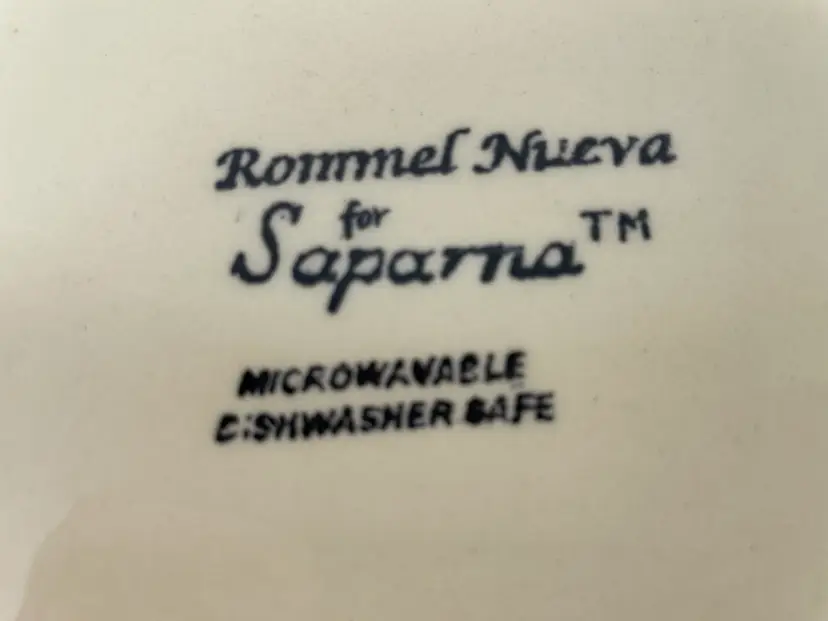 Rommel Nueva
for
Saparna™
MICROWAVABLE
DISHWASHER SAFE